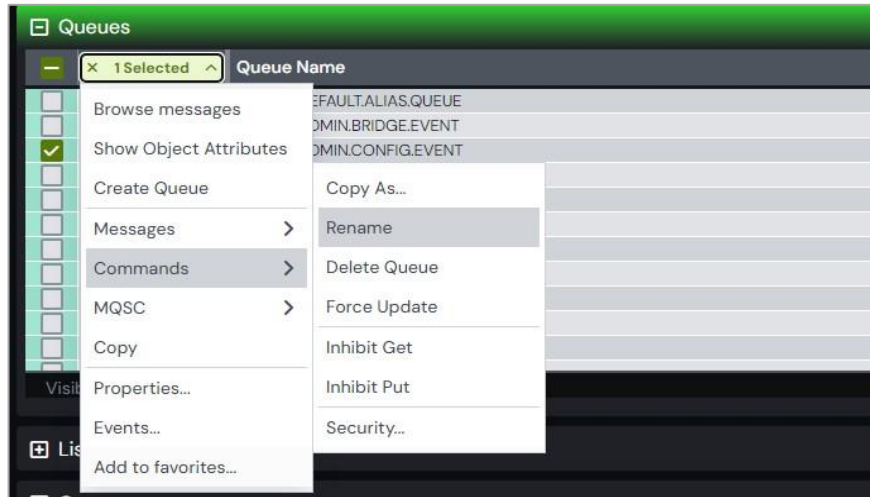 Queues
1 Selected Queue Name
EFAULT.ALIAS.QUEUE
DMIN.BRIDGE.EVENT
DMIN.CONFIG.EVENT
Browse messages
Show Object Attributes
Create Queue
Messages
Commands
MQSC
Copy
Properties...
Events...
Add to favorites...
Copy As...
Rename
Delete Queue
Force Update
Inhibit Get
Inhibit Put
Security...
Visib
Lis